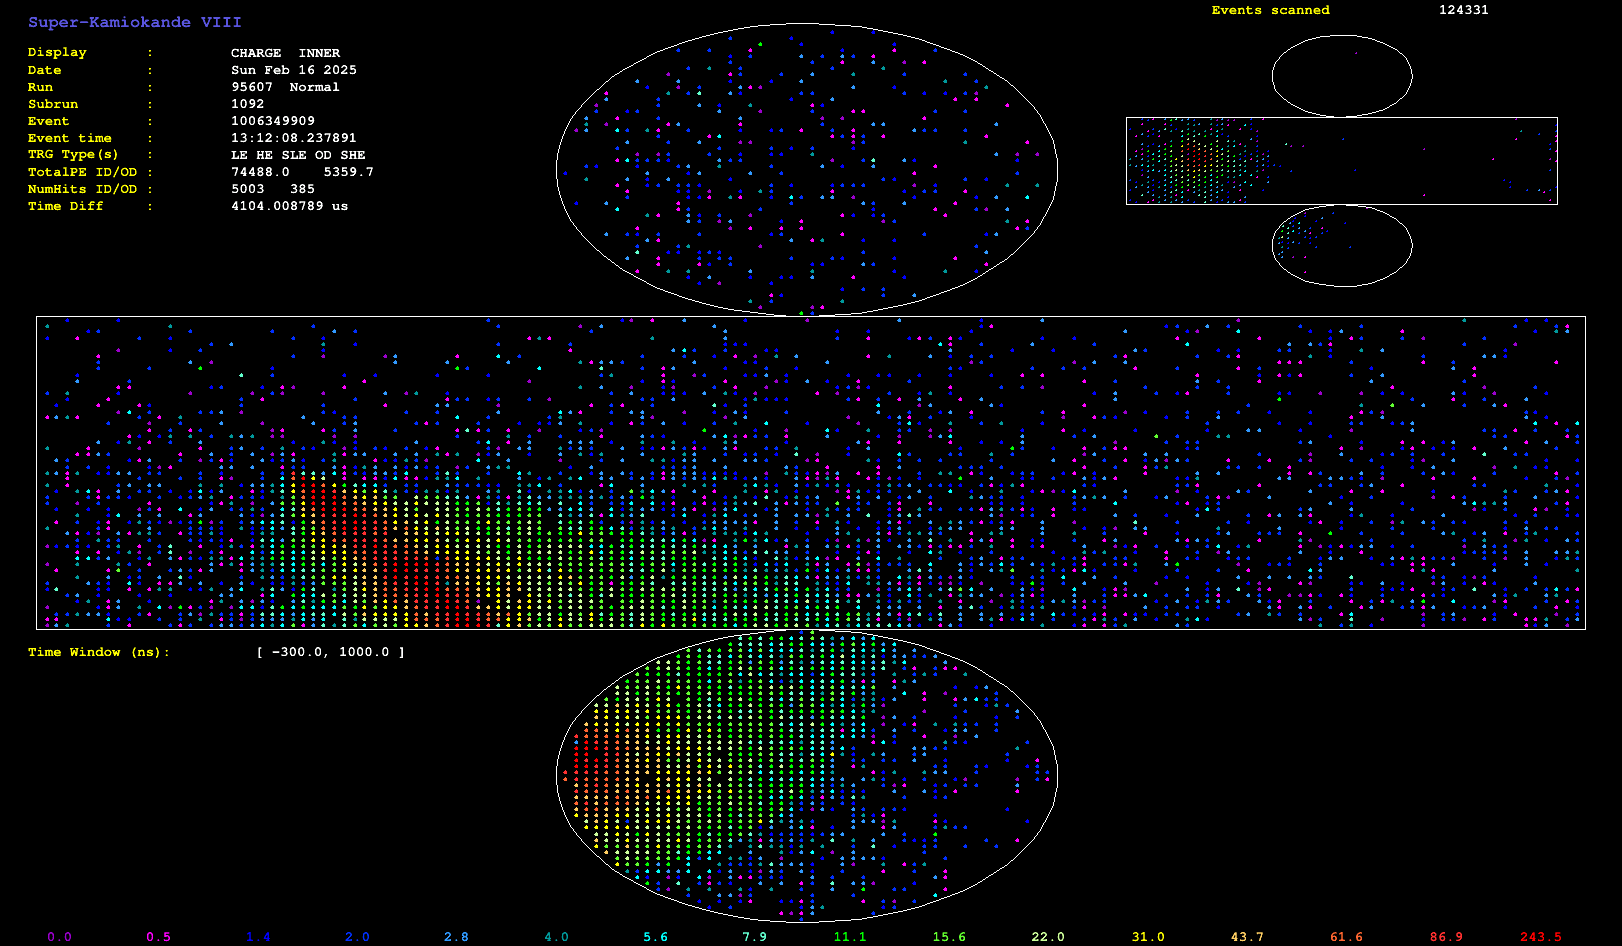 Super-Kamiokande VIII
Events scanned 124331
Display : CHARGE INNER
Date : Sun Feb 16 2025
Run : 95607 Normal
Subrun : 1092
Event : 1006349909
Event time : 13:12:08.237891
TRG Type(s) : LE HE SLE OD SHE
TotalPE ID/OD : 74488.0 5359.7
NumHits ID/OD : 5003 385
Time Diff : 4104.008789 us
Time Window (ns): [ -300.0, 1000.0 ]
0.0 0.5 1.4 2.0 2.8 4.0 5.6 7.9 11.1 15.6 22.0 31.0 43.7 61.6 86.9 243.5